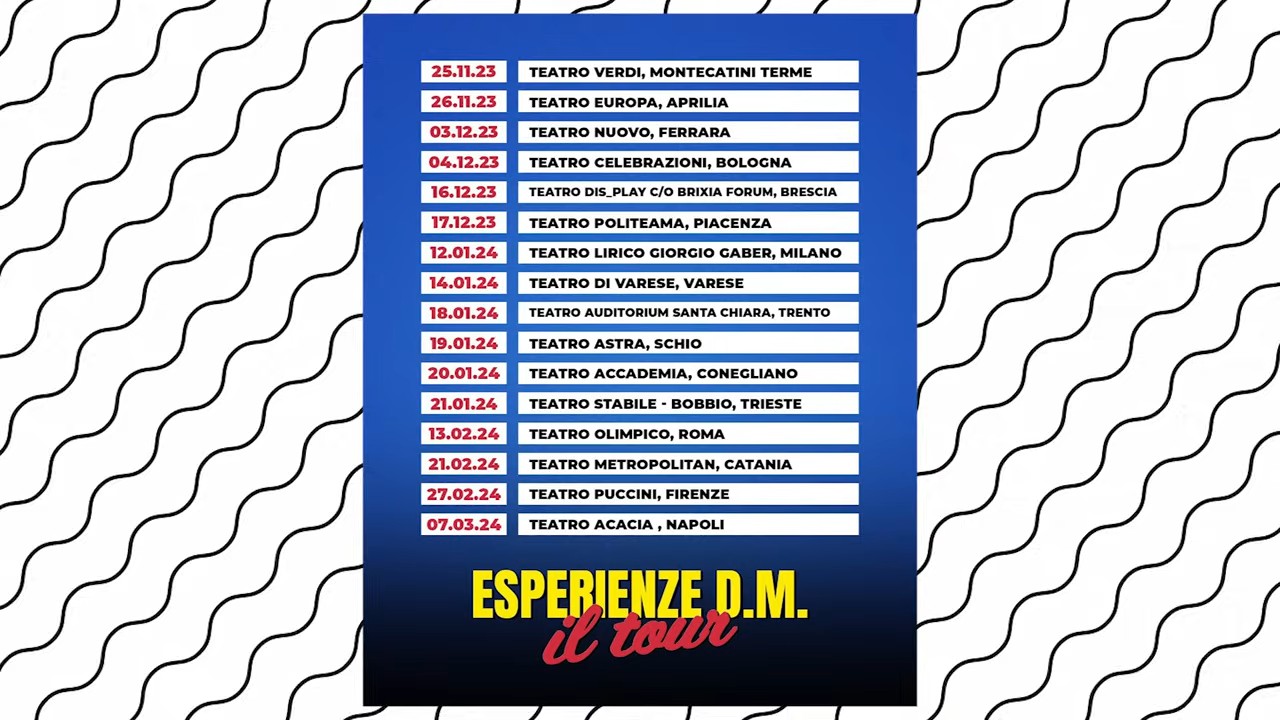 25.11.23 TEATRO VERDI, MONTECATINI TERME
26.11.23 TEATRO EUROPA, APRILIA
03.12.23 TEATRO NUOVO, FERRARA
04.12.23 TEATRO CELEBRAZIONI, BOLOGNA
16.12.23 TEATRO DIS_PLAY C/O BRIXIA FORUM, BRESCIA
17.12.23 TEATRO POLITEAMA, PIACENZA
12.01.24 TEATRO LIRICO GIORGIO GABER, MILANO
14.01.24 TEATRO DI VARESE, VARESE
18.01.24 TEATRO AUDITORIUM SANTA CHIARA, TRENTO
19.01.24 TEATRO ASTRA, SCHIO
20.01.24 TEATRO ACCADEMIA, CONEGLIANO
21.01.24 TEATRO STABILE - BOBBIO, TRIESTE
13.02.24 TEATRO OLIMPICO, ROMA
21.02.24 TEATRO METROPOLITAN, CATANIA
27.02.24 TEATRO PUCCINI, FIRENZE
07.03.24 TEATRO ACACIA , NAPOLI
ESPERIENZE D.M.
il tour